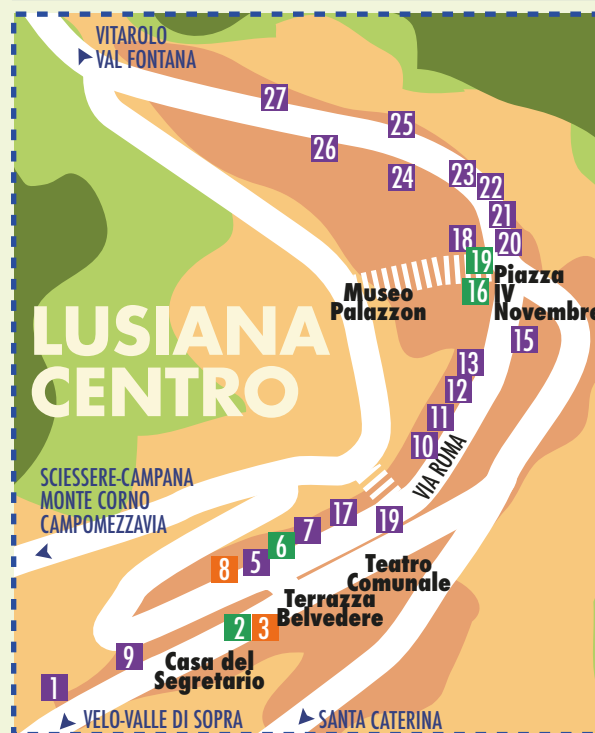 VITAROLO
VAL FONTANA
27
25
26
24
23
22
21
20
18
19
16
Piazza
IV
Novembre
Museo
Palazzon
15
LUSIANA
CENTRO
13
12
11
10
VIA ROMA
SCIESSERE-CAMPANA
MONTE CORNO
CAMPOMEZZAVIA
17
19
7
6
5
8
Teatro
Comunale
Terrazza
Belvedere
2
3
9
Casa del
Segretario
1
VELO-VALLE DI SOPRA
SANTA CATERINA